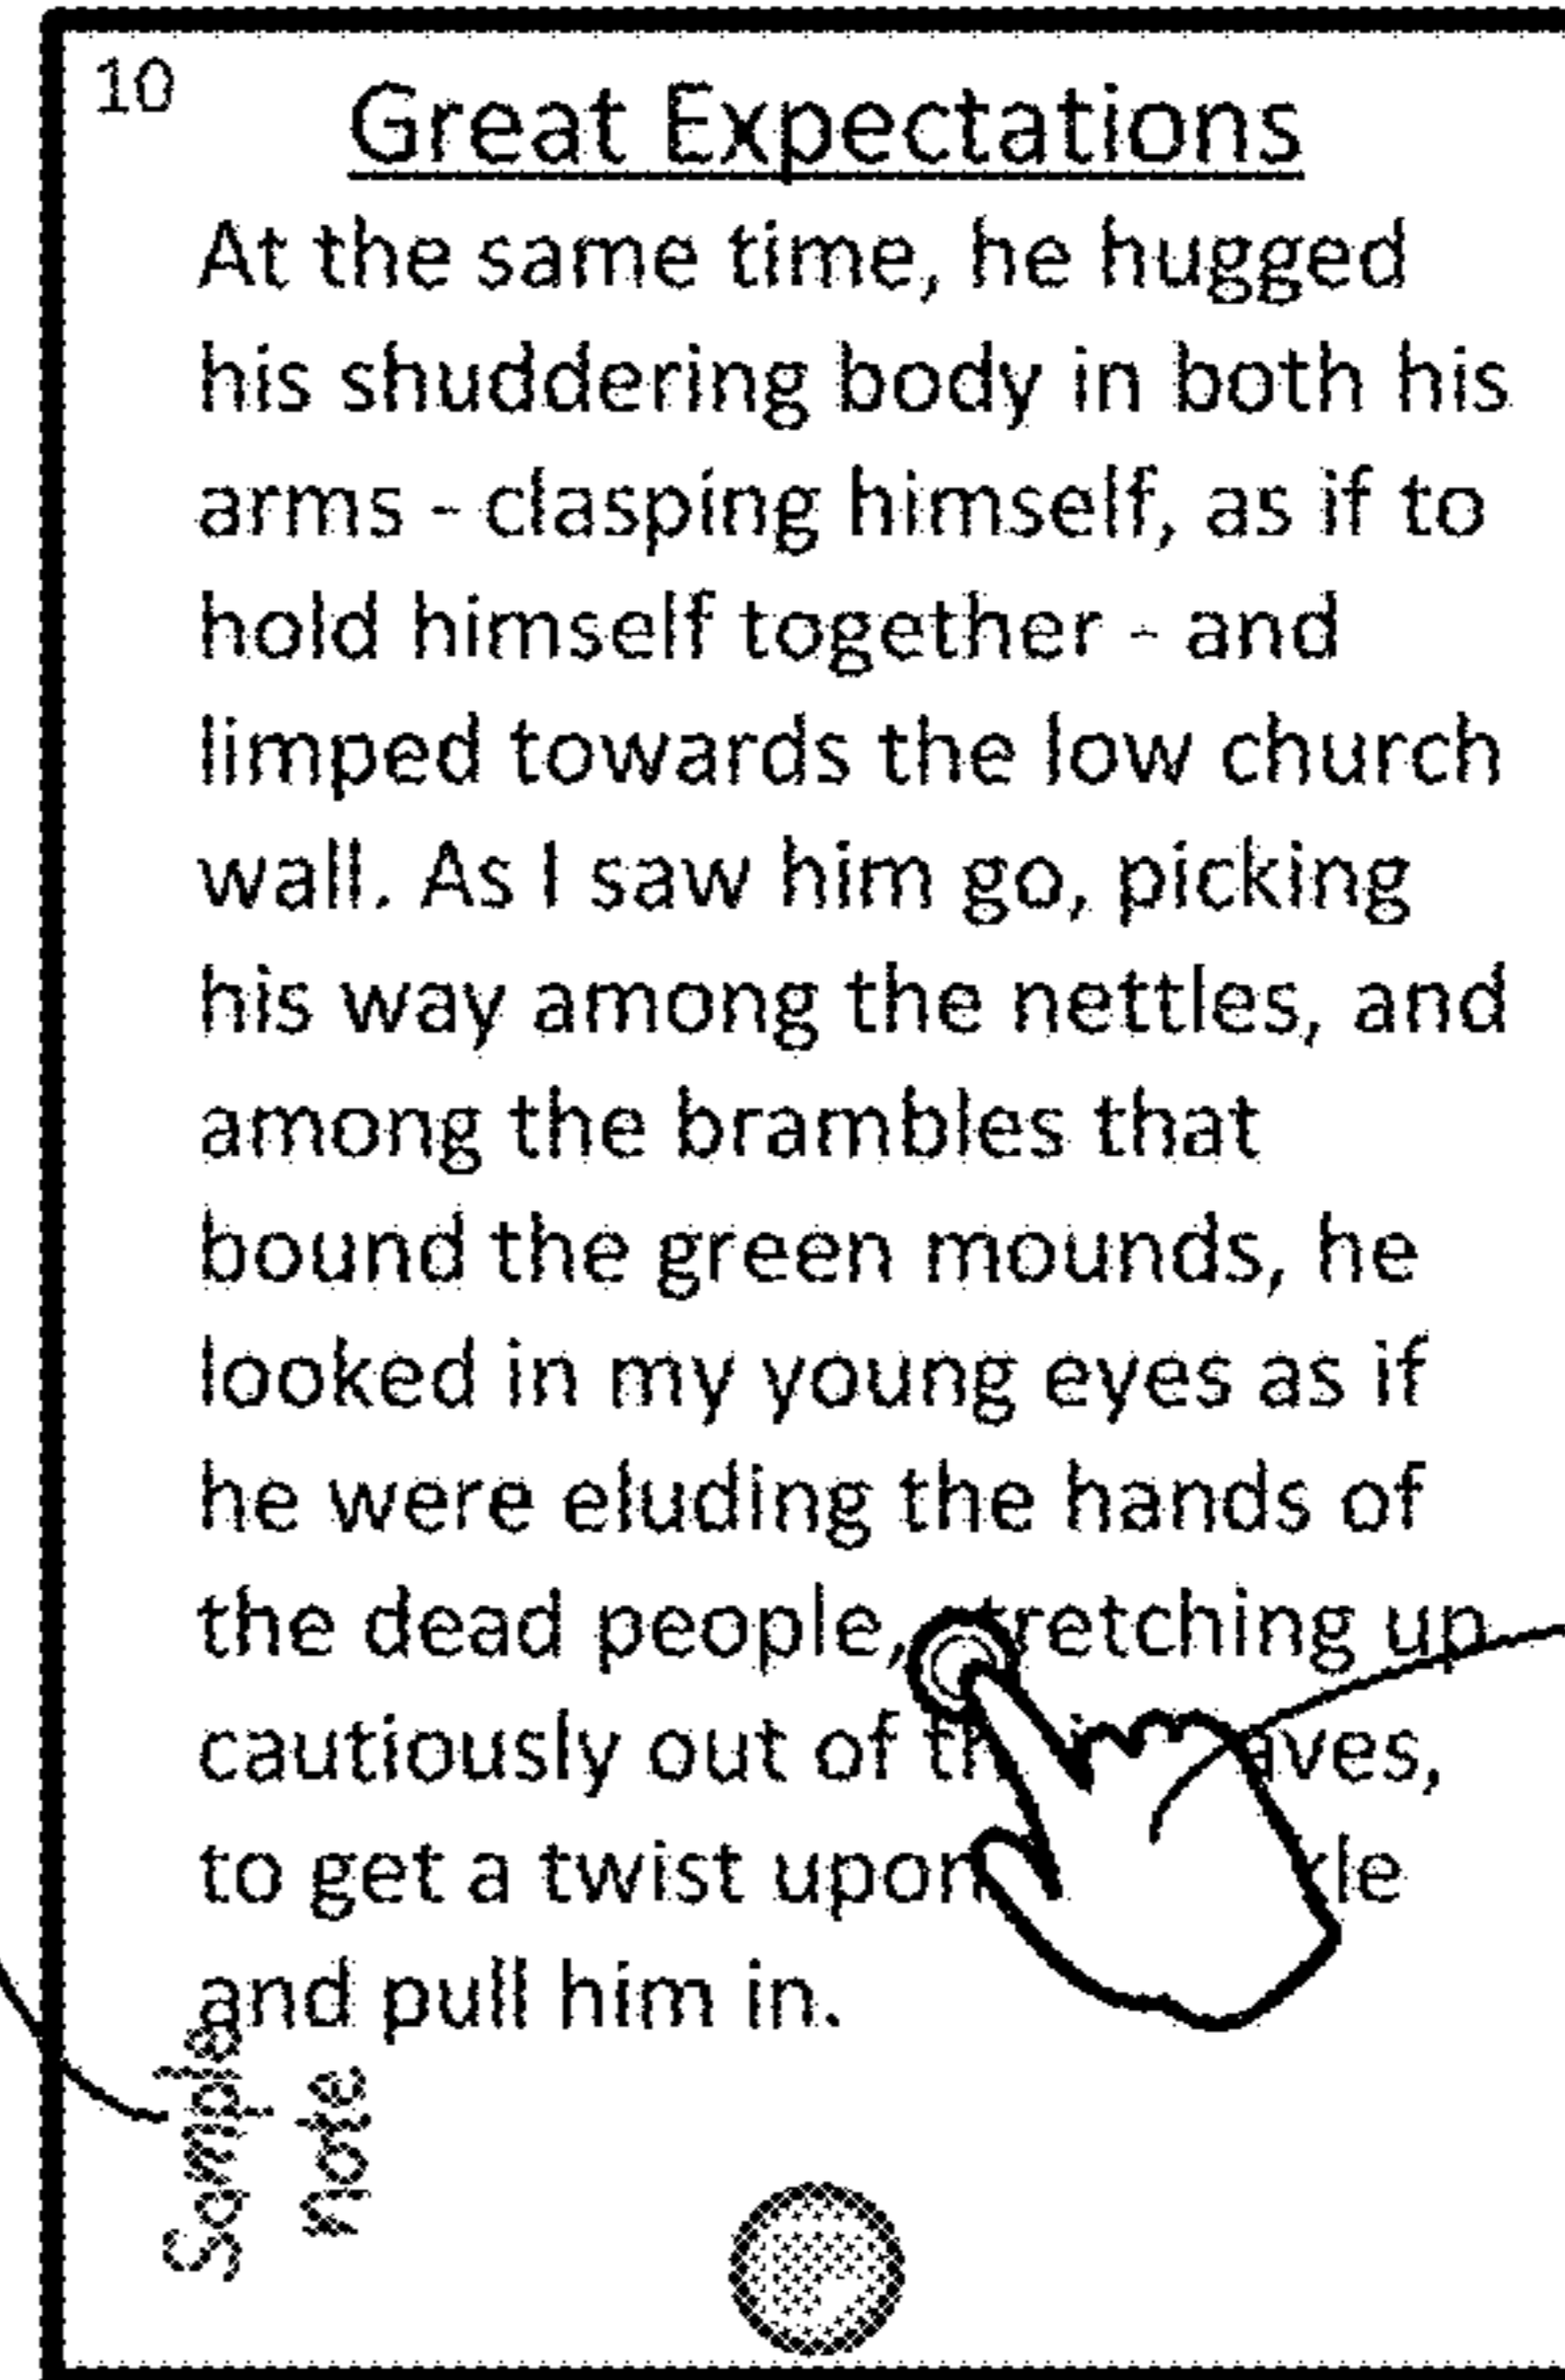 10
Great Expectations
At the same time, he hugged
his shuddering body in both his
arms - clasping himself, as if to
hold himself together - and
limped towards the low church
wall. As I saw him go, picking
his way among the nettles, and
among the brambles that
bound the green mounds, he
looked in my young eyes as if
he were eluding the hands of
the dead people, stretching up
cautiously out of
to get a twist upon
and pull him in.
Sample
note